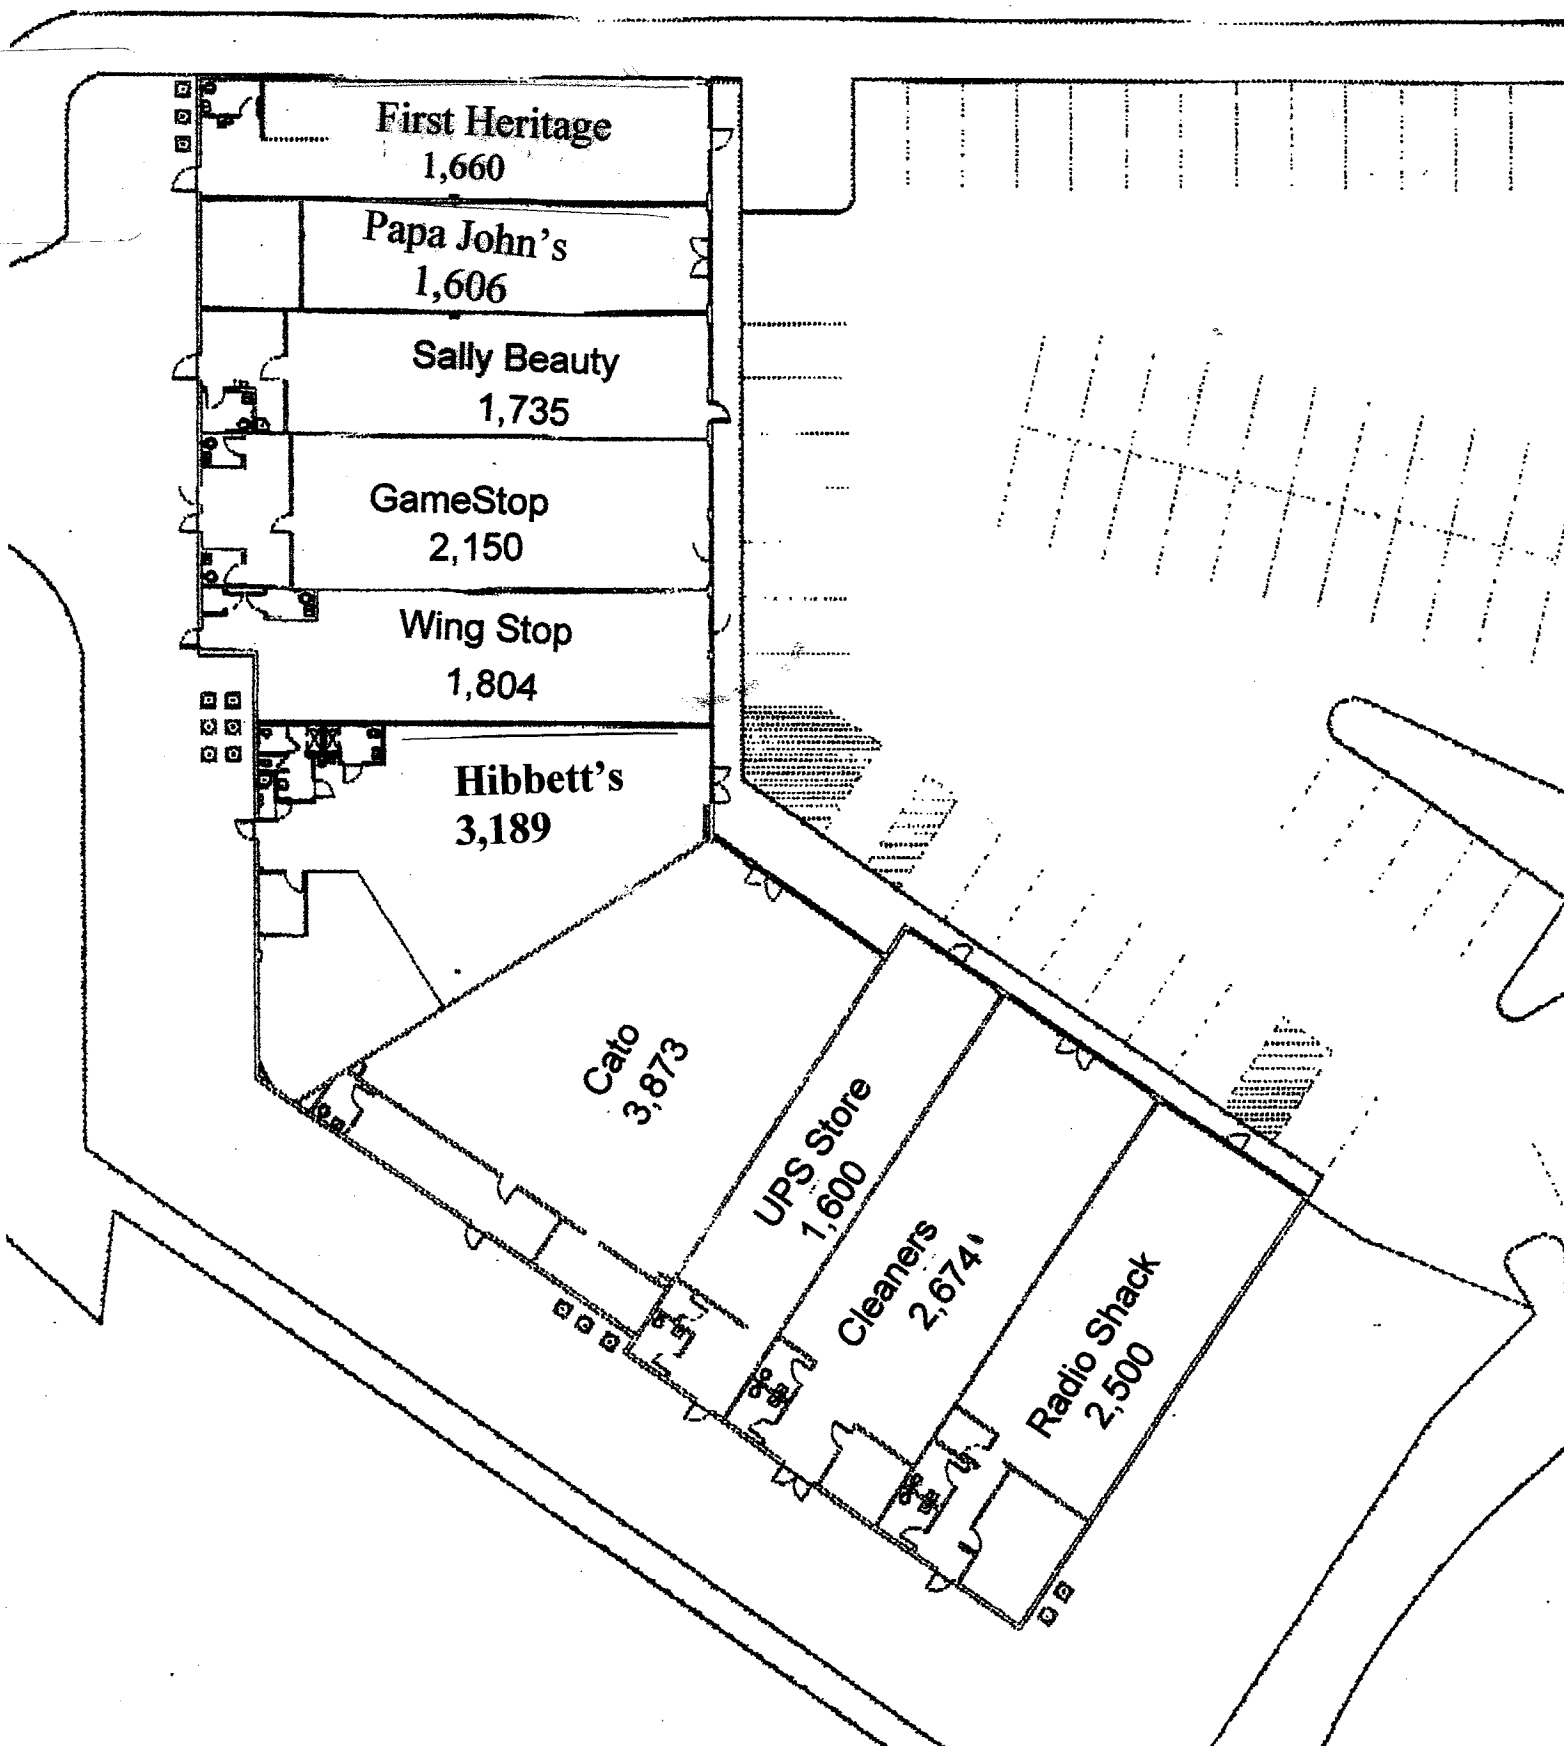 First Heritage
1,660
Papa John's
1,606
Sally Beauty
1,735
GameStop
2,150
Wing Stop
1,804
Hibbett's
3,189
Cato
3,873
UPS Store
1,600
Cleaners
2,674
Radio Shack
2,500